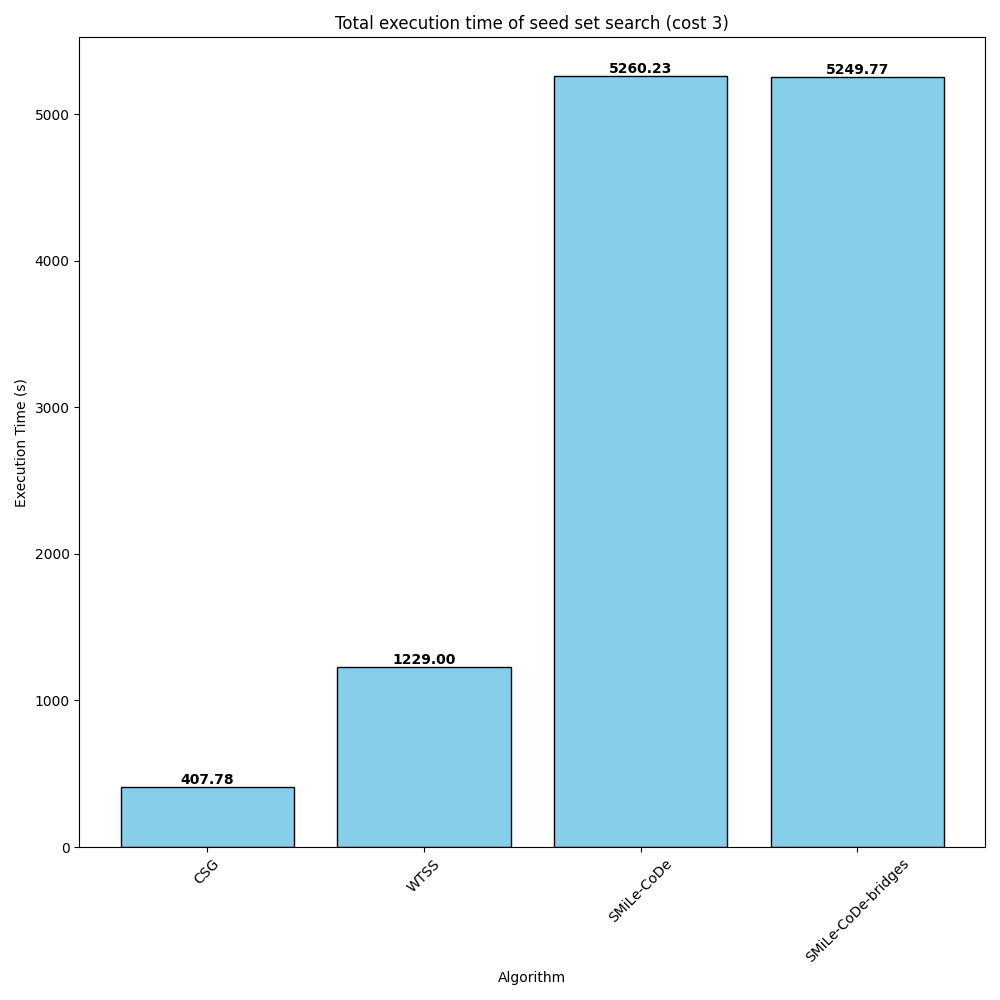 Total execution time of seed set search (cost 3)
Execution Time (s)
5000
4000
3000
2000
1000
0
407.78
1229.00
5260.23
5249.77
CSG
WTSS
SMiLe-CoDe
SMiLe-CoDe-bridges
Algorithm